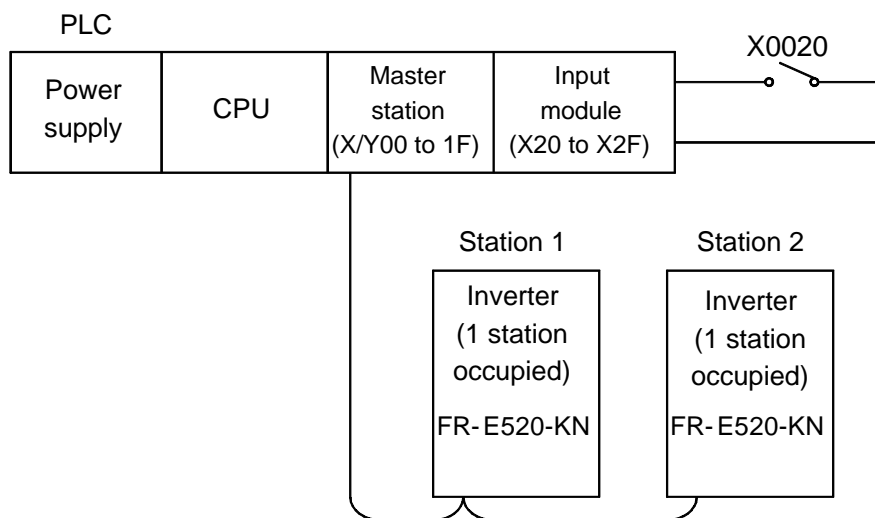 PLC
Power
supply
CPU
Master
station
(X/Y00 to 1F)
Input
module
(X20 to X2F)
X0020
Station 1
Inverter
(1 station
occupied)
FR-E520-KN
Station 2
Inverter
(1 station
occupied)
FR-E520-KN